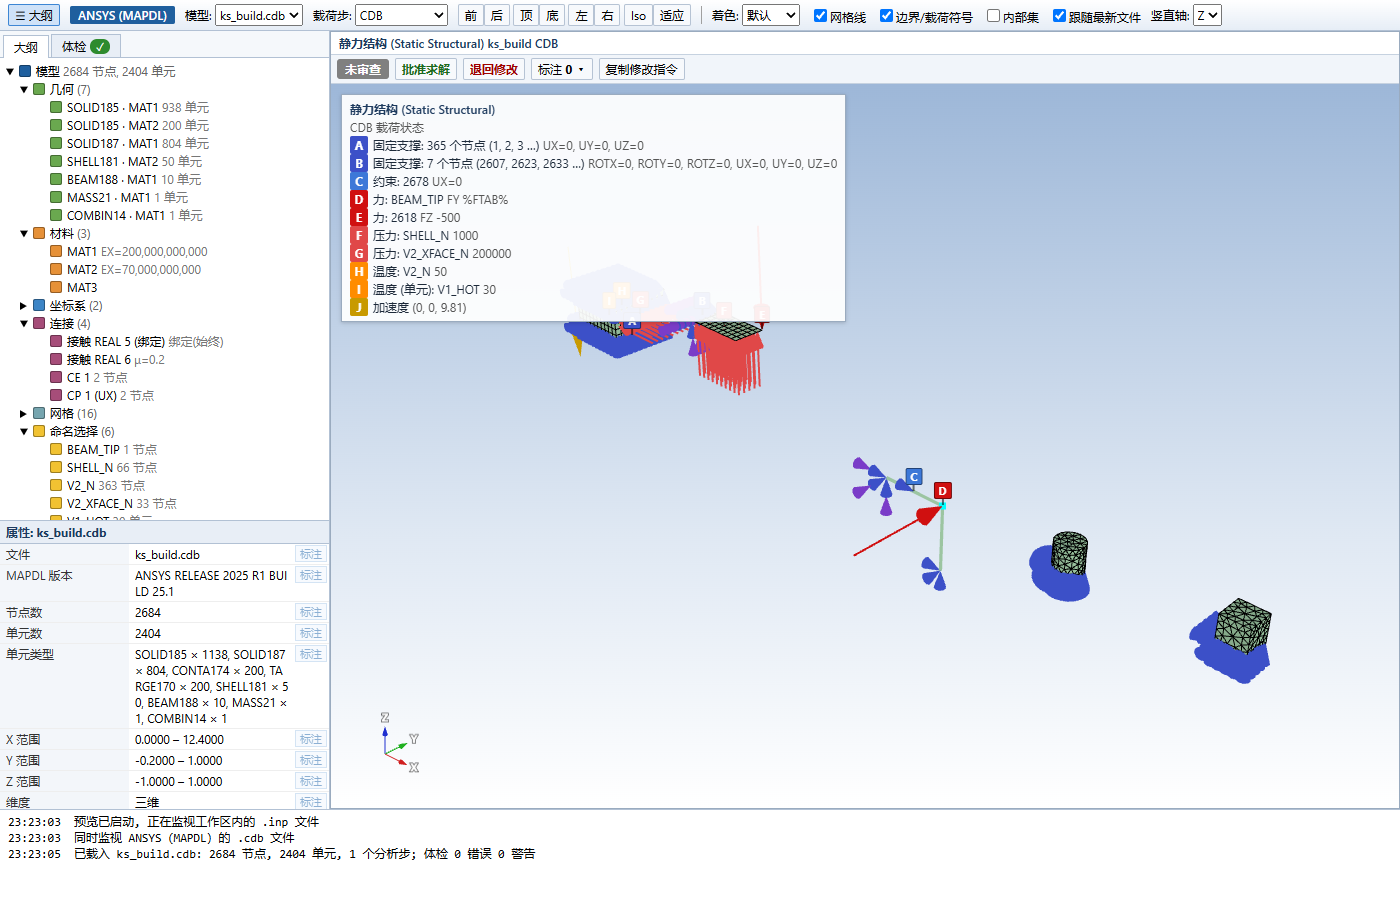 ☰ 大纲 ANSYS (MAPDL) 模型: ks_build.cdb 载荷步: CDB 前 后 顶 底 左 右 Iso 适应 着色: 默认 网格线 边界/载荷符号 内部集 跟随最新文件 竖直轴: Z
大纲 体检 ✓
模型 2684 节点, 2404 单元
几何 (7)
SOLID185 · MAT1 938 单元
SOLID185 · MAT2 200 单元
SOLID187 · MAT1 804 单元
SHELL181 · MAT2 50 单元
BEAM188 · MAT1 10 单元
MASS21 · MAT1 1 单元
COMBIN14 · MAT1 1 单元
材料 (3)
MAT1 EX=200,000,000,000
MAT2 EX=70,000,000,000
MAT3
坐标系 (2)
连接 (4)
接触 REAL 5 (绑定) 绑定(始终)
接触 REAL 6 μ=0.2
CE 1 2 节点
CP 1 (UX) 2 节点
网格 (16)
命名选择 (6)
BEAM_TIP 1 节点
SHELL_N 66 节点
V2_N 363 节点
V2_XFACE_N 33 节点
属性: ks_build.cdb
文件 ks_build.cdb 标注
MAPDL 版本 ANSYS RELEASE 2025 R1 BUI 标注
LD 25.1
节点数 2684 标注
单元数 2404 标注
单元类型 SOLID185 × 1138, SOLID187 标注
× 804, CONTA174 × 200, TA
RGE170 × 200, SHELL181 × 5
0, BEAM188 × 10, MASS21 ×
1, COMBIN14 × 1
X 范围 0.0000 – 12.4000 标注
Y 范围 -0.2000 – 1.0000 标注
Z 范围 -1.0000 – 1.0000 标注
维度 三维 标注
静力结构 (Static Structural) ks_build CDB
未审查 批准求解 退回修改 标注 0 ▾ 复制修改指令
静力结构 (Static Structural)
CDB 载荷状态
A 固定支撑: 365 个节点 (1, 2, 3 ...) UX=0, UY=0, UZ=0
B 固定支撑: 7 个节点 (2607, 2623, 2633 ...) ROTX=0, ROTY=0, ROTZ=0, UX=0, UY=0, UZ=0
C 约束: 2678 UX=0
D 力: BEAM_TIP FY %FTAB%
E 力: 2618 FZ -500
F 压力: SHELL_N 1000
G 压力: V2_XFACE_N 200000
H 温度: V2_N 50
I 温度 (单元): V1_HOT 30
J 加速度 (0, 0, 9.81)
A
C
D
Z
Y
X
23:23:03 预览已启动, 正在监视工作区内的 .inp 文件
23:23:03 同时监视 ANSYS (MAPDL) 的 .cdb 文件
23:23:05 已载入 ks_build.cdb: 2684 节点, 2404 单元, 1 个分析步; 体检 0 错误 0 警告